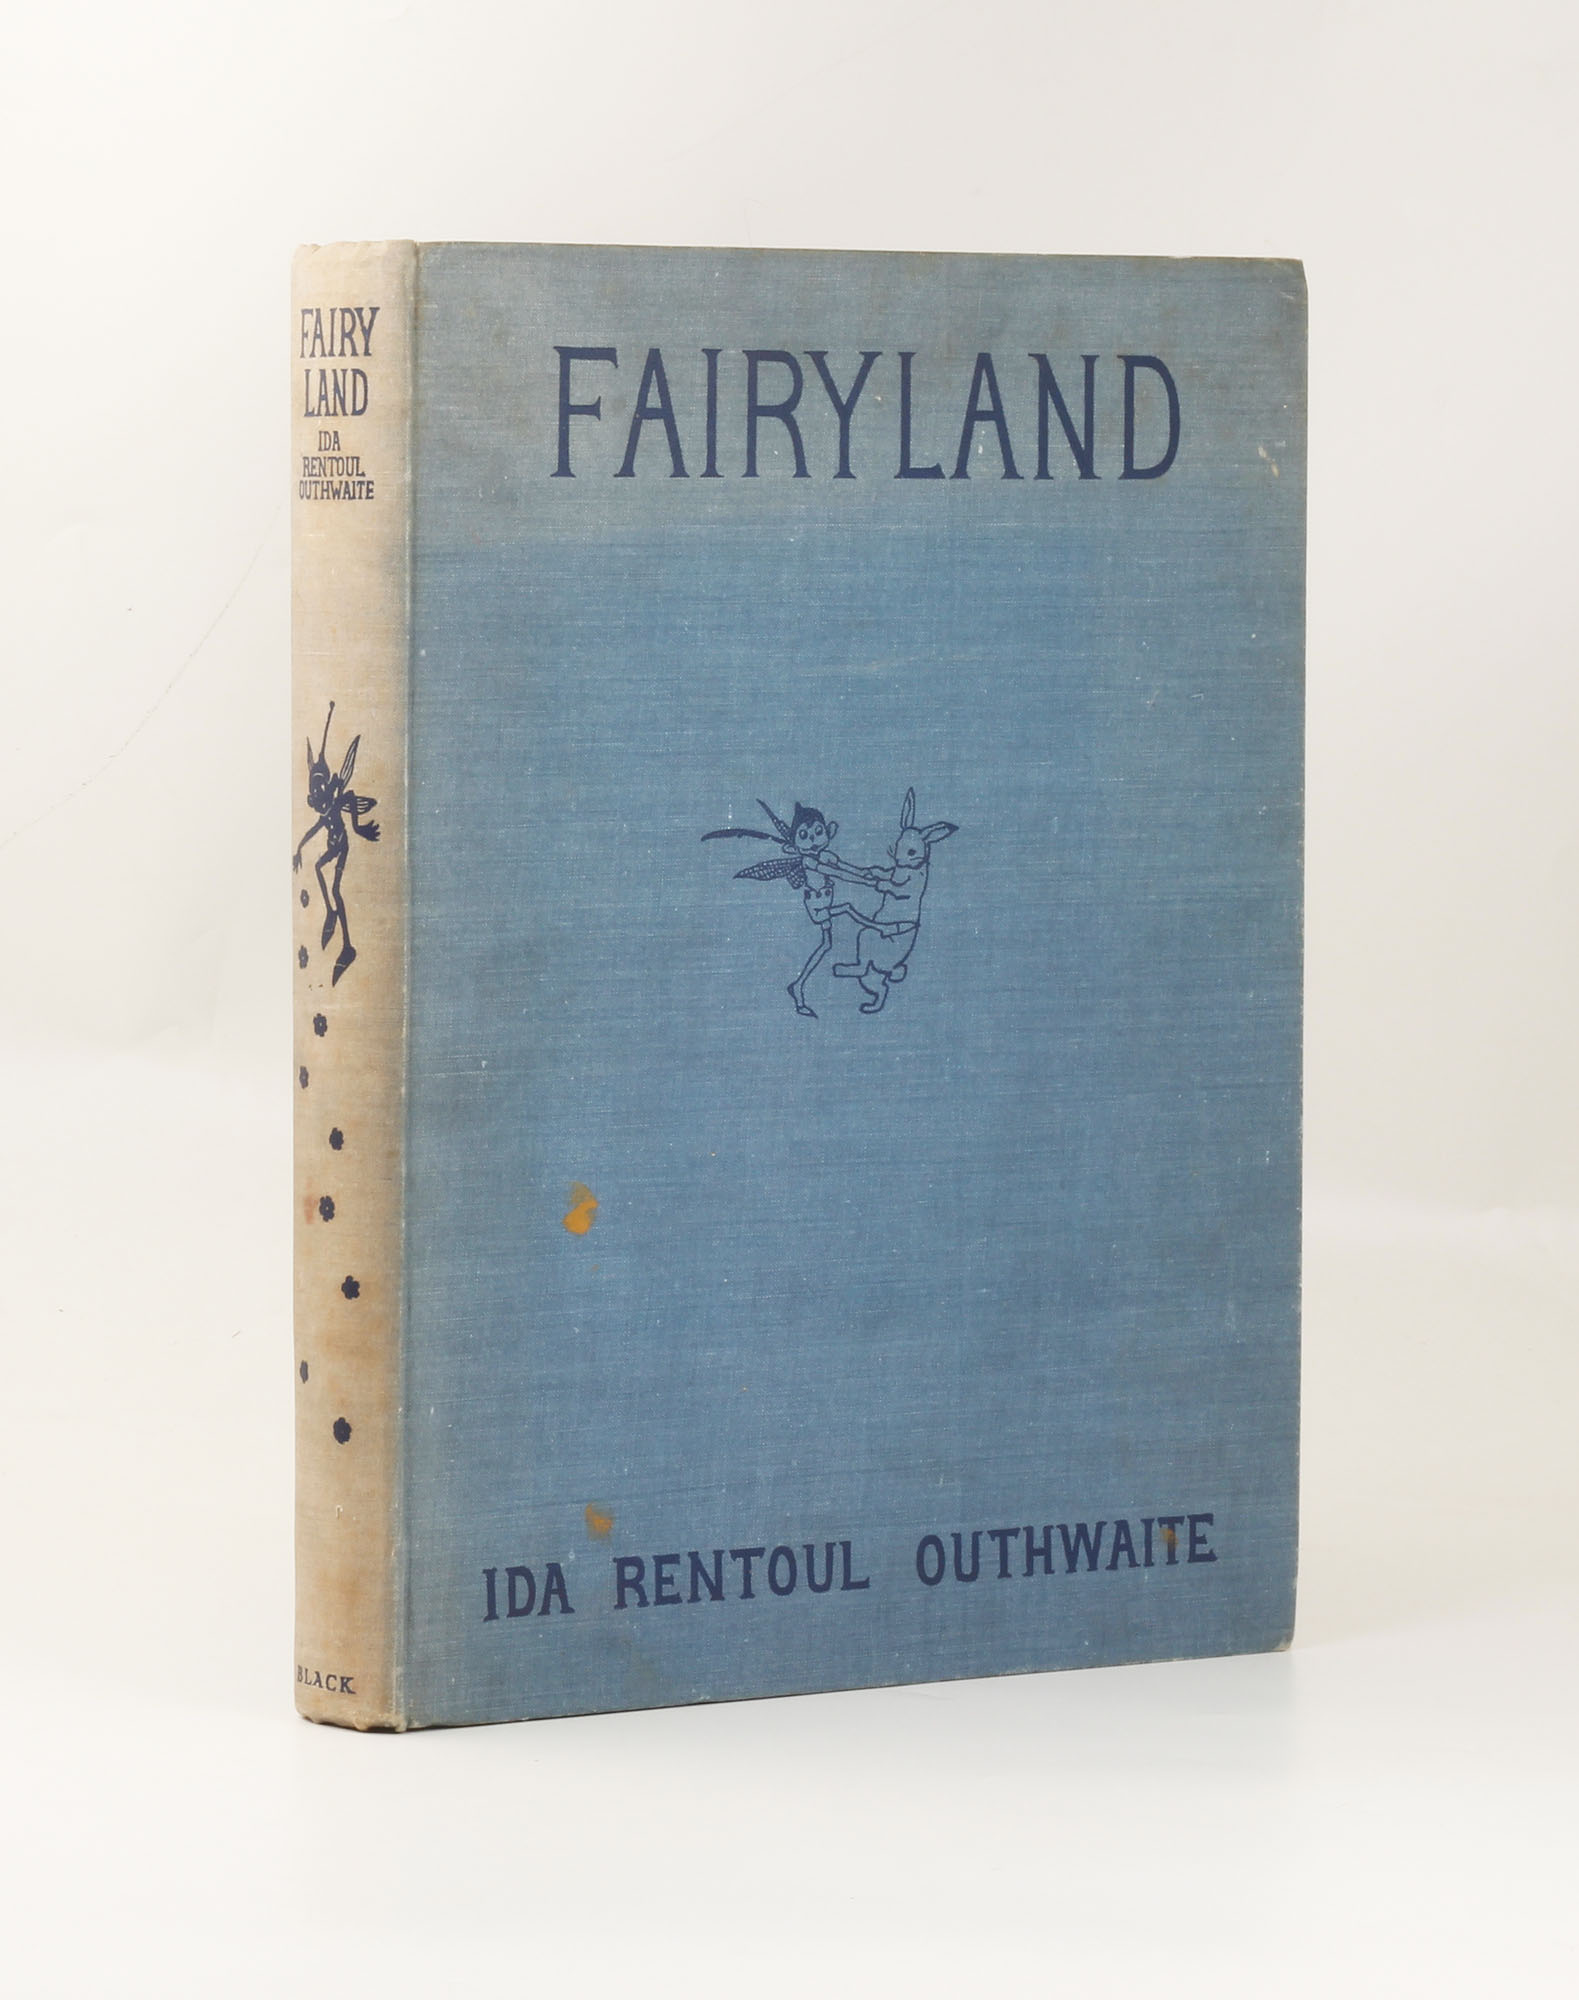 FAIRY
LAND
IDA
RENTOUL
OUTHWAITE
BLACK
FAIRYLAND
IDA RENTOUL OUTHWAITE